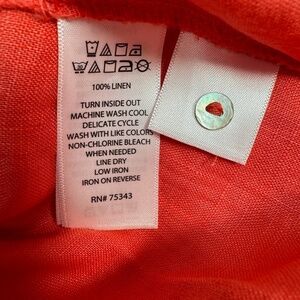 100% LINEN
TURN INSIDE OUT
MACHINE WASH COOL
DELICATE CYCLE
WASH WITH LIKE COLORS
NON-CHLORINE BLEACH
WHEN NEEDED
LINE DRY
LOW IRON
IRON ON REVERSE
RN# 75343